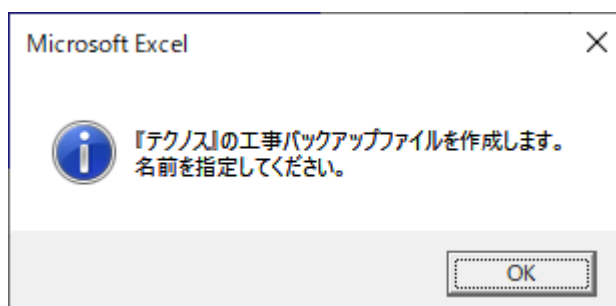 Microsoft Excel
『テクノス』の工事バックアップファイルを作成します。
名前を指定してください。
OK